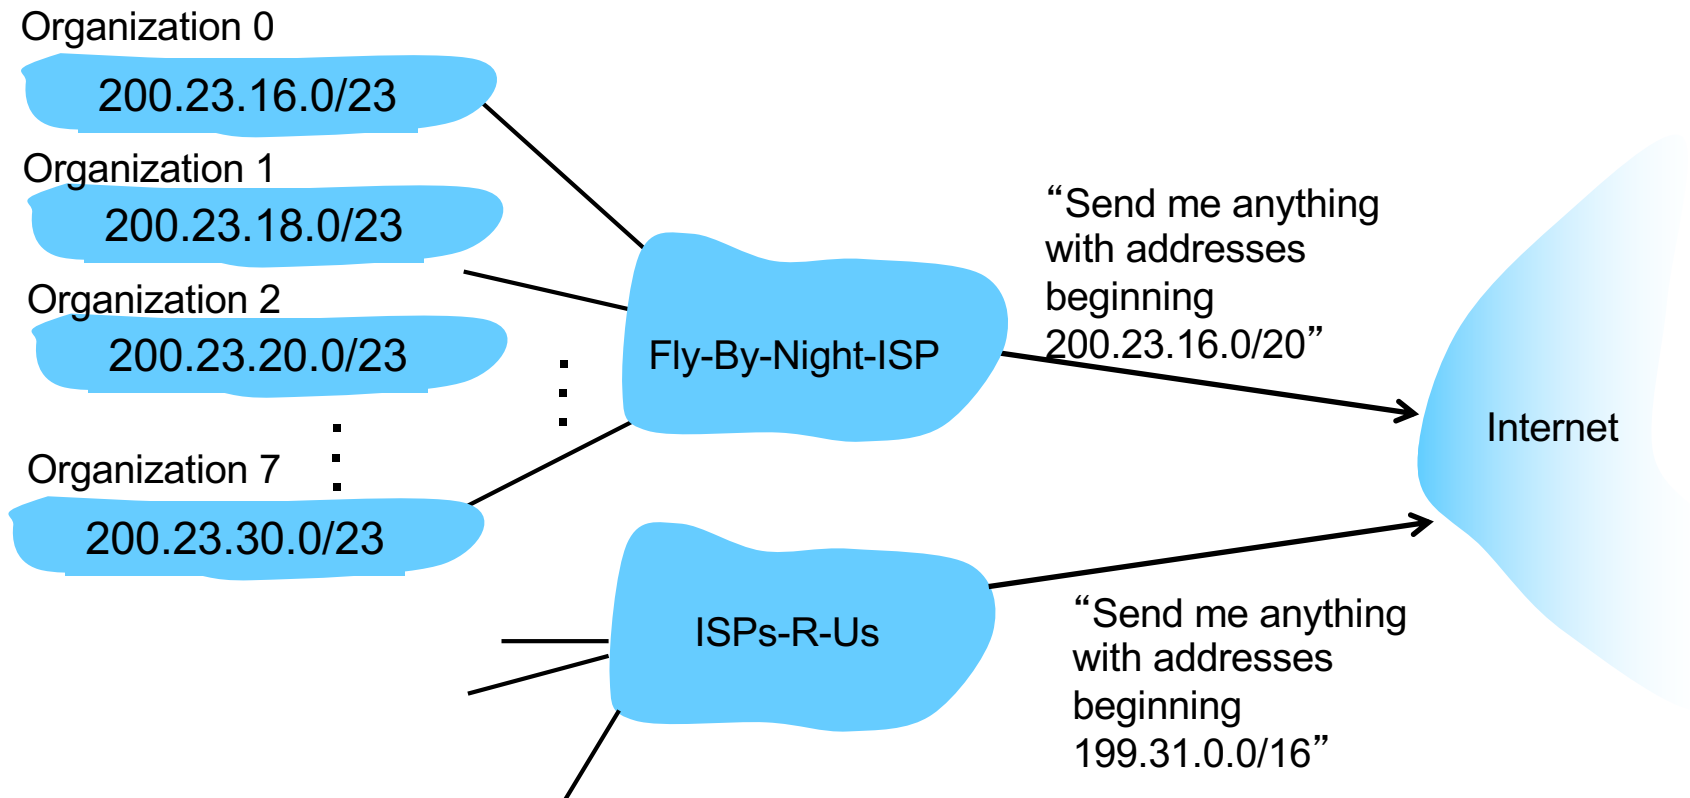 Organization 0
200.23.16.0/23
Organization 1
200.23.18.0/23
Organization 2
200.23.20.0/23
Organization 7
200.23.30.0/23
Fly-By-Night-ISP
“Send me anything
with addresses
beginning
200.23.16.0/20”
Internet
ISPs-R-Us
“Send me anything
with addresses
beginning
199.31.0.0/16”